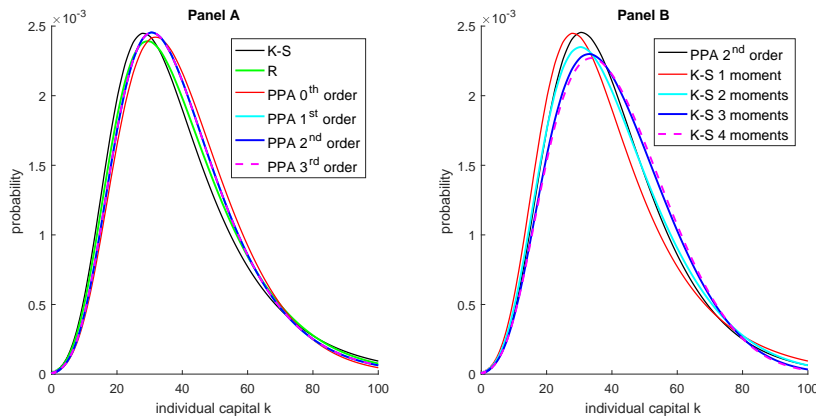 Panel A
×10⁻³
2.5
2
1.5
1
0.5
0
probability
0 20 40 60 80 100
individual capital k
K-S
R
PPA 0th order
PPA 1st order
PPA 2nd order
PPA 3rd order
Panel B
×10⁻³
2.5
2
1.5
1
0.5
0
probability
0 20 40 60 80 100
individual capital k
PPA 2nd order
K-S 1 moment
K-S 2 moments
K-S 3 moments
K-S 4 moments